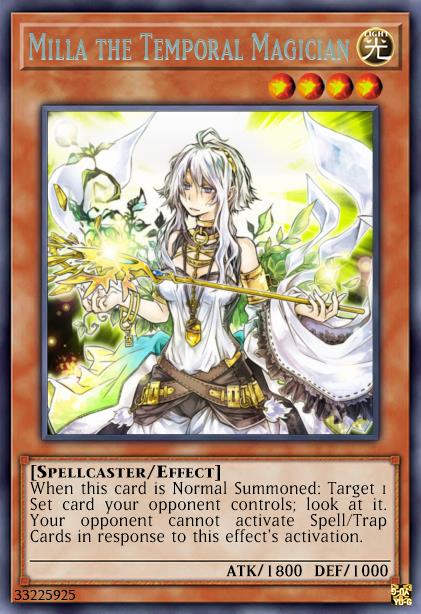 MILLA THE TEMPORAL MAGICIAN
LIGHT
光
[SPELLCASTER/EFFECT]
When this card is Normal Summoned: Target 1
Set card your opponent controls; look at it.
Your opponent cannot activate Spell/Trap
Cards in response to this effect's activation.
ATK/1800 DEF/1000
33225925